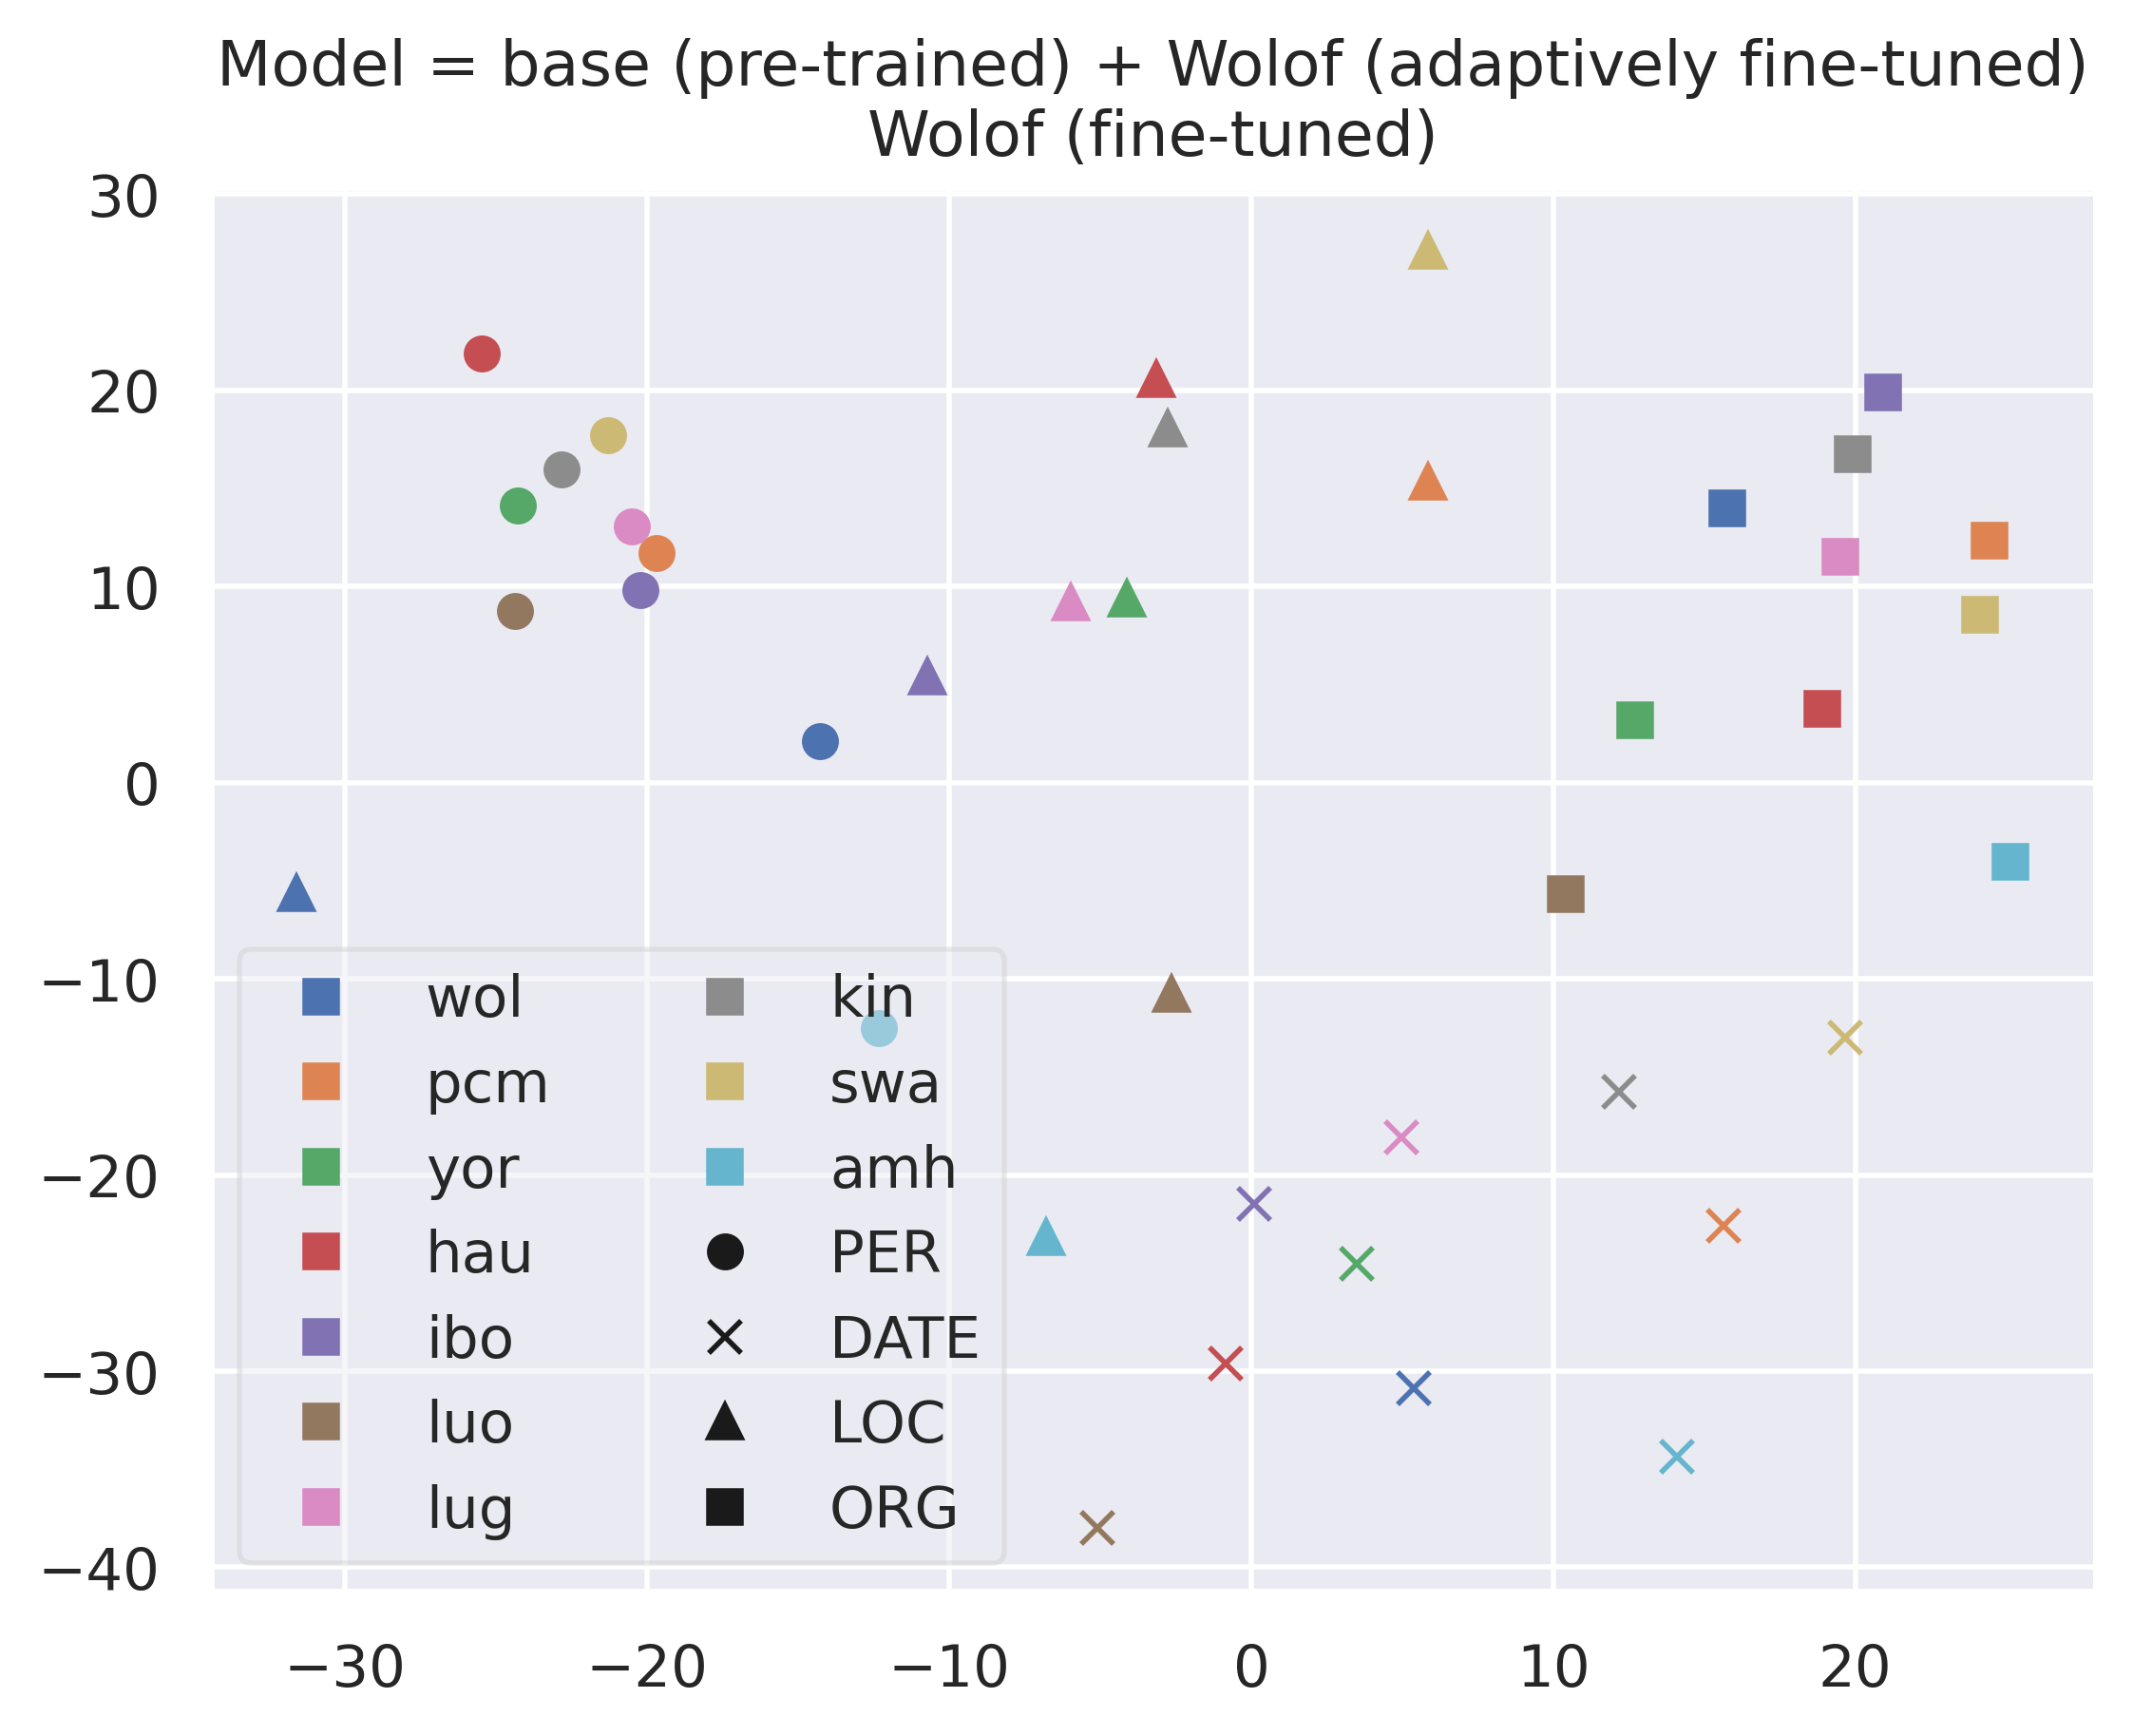 Model = base (pre-trained) + Wolof (adaptively fine-tuned)
Wolof (fine-tuned)
30
20
10
0
−10
−20
−30
−40
wol
pcm
yor
hau
ibo
luo
lug
kin
swa
amh
PER
DATE
LOC
ORG
−30 −20 −10 0 10 20